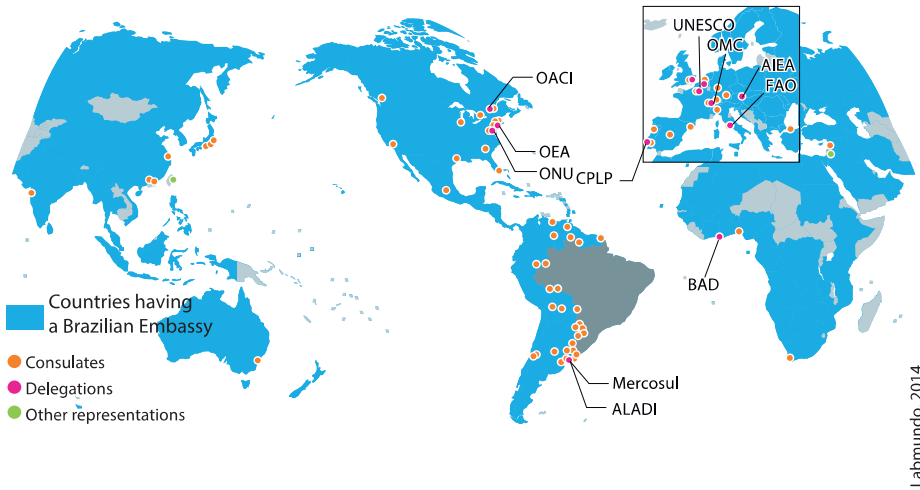 UNESCO
OMC
AIEA
FAO
OACI
OEA
ONU
CPLP
BAD
Countries having
a Brazilian Embassy
Consulates
Delegations
Other representations
Mercosul
ALADI
Labmundo, 2014